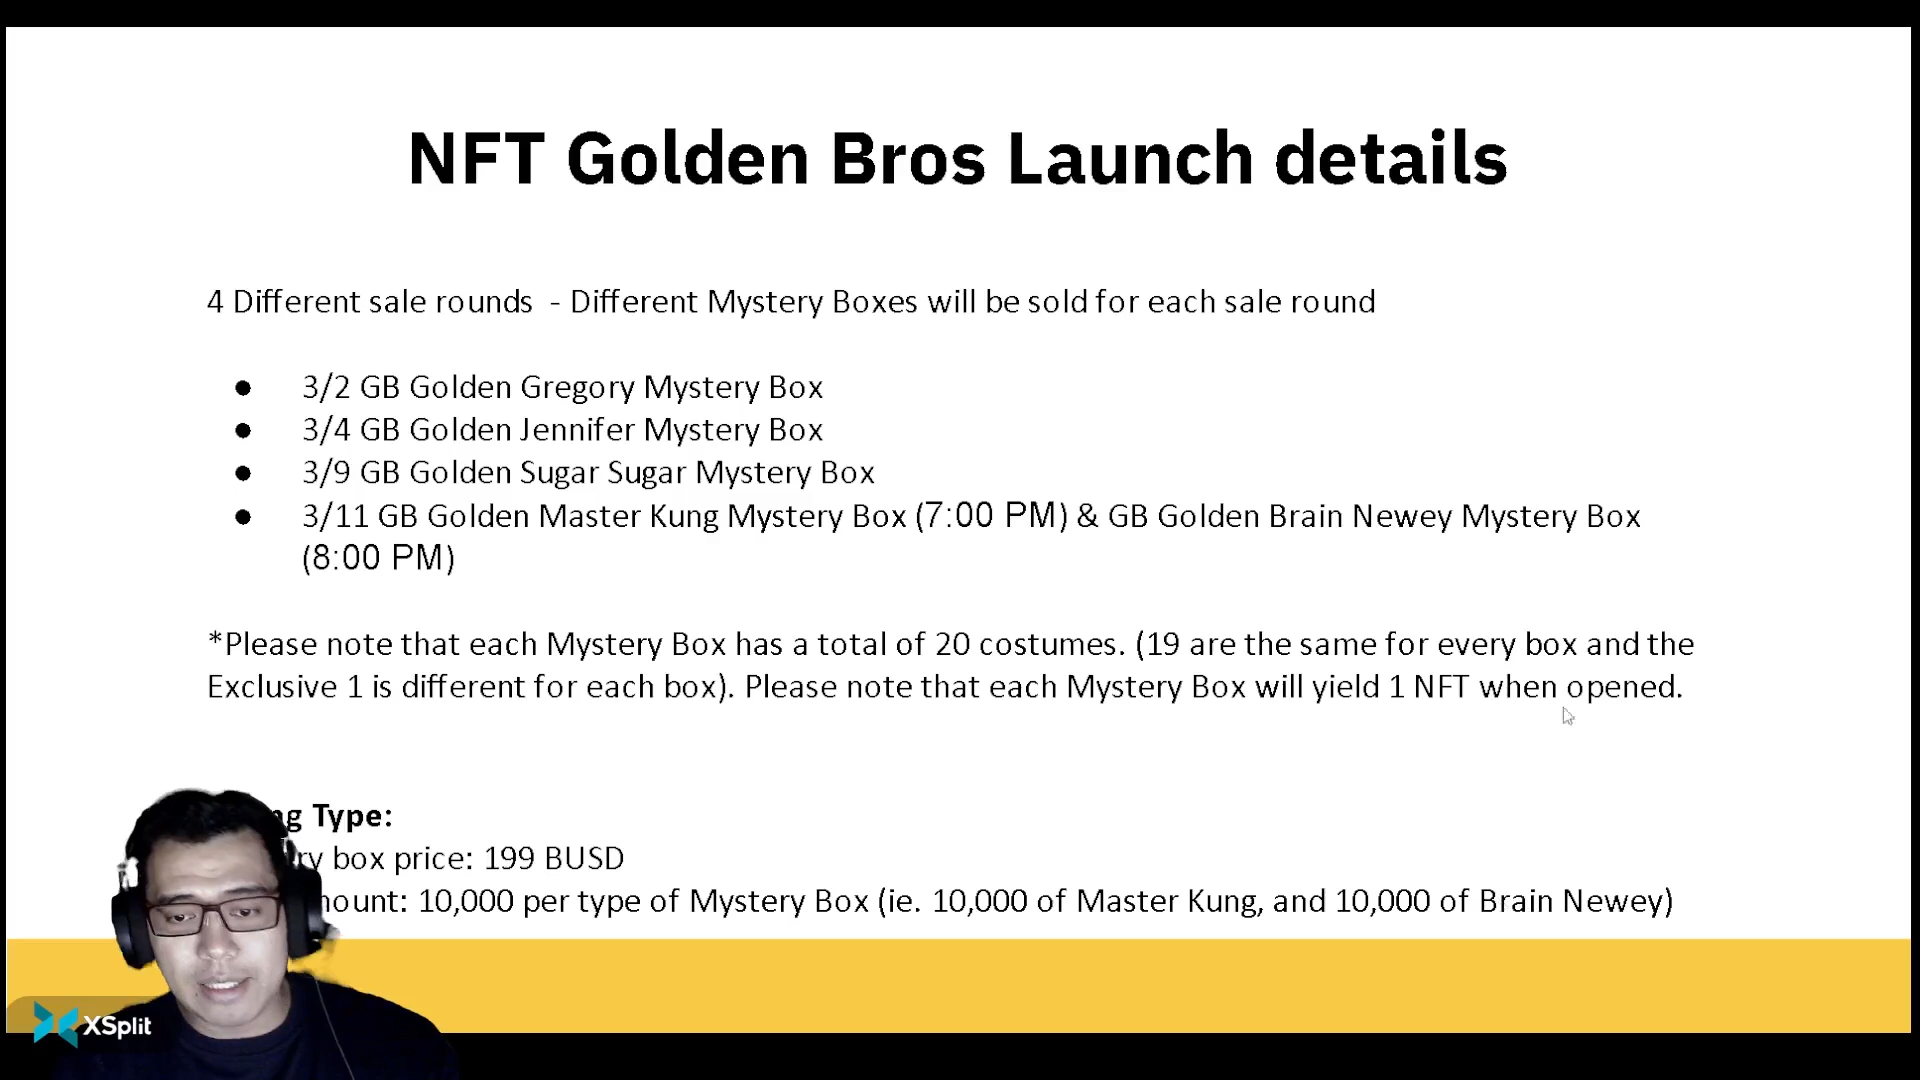 NFT Golden Bros Launch details
4 Different sale rounds - Different Mystery Boxes will be sold for each sale round
● 3/2 GB Golden Gregory Mystery Box
● 3/4 GB Golden Jennifer Mystery Box
● 3/9 GB Golden Sugar Sugar Mystery Box
● 3/11 GB Golden Master Kung Mystery Box (7:00 PM) & GB Golden Brain Newey Mystery Box
(8:00 PM)
*Please note that each Mystery Box has a total of 20 costumes. (19 are the same for every box and the
Exclusive 1 is different for each box). Please note that each Mystery Box will yield 1 NFT when opened.
Type:
box price: 199 BUSD
10,000 per type of Mystery Box (ie. 10,000 of Master Kung, and 10,000 of Brain Newey)
XSplit